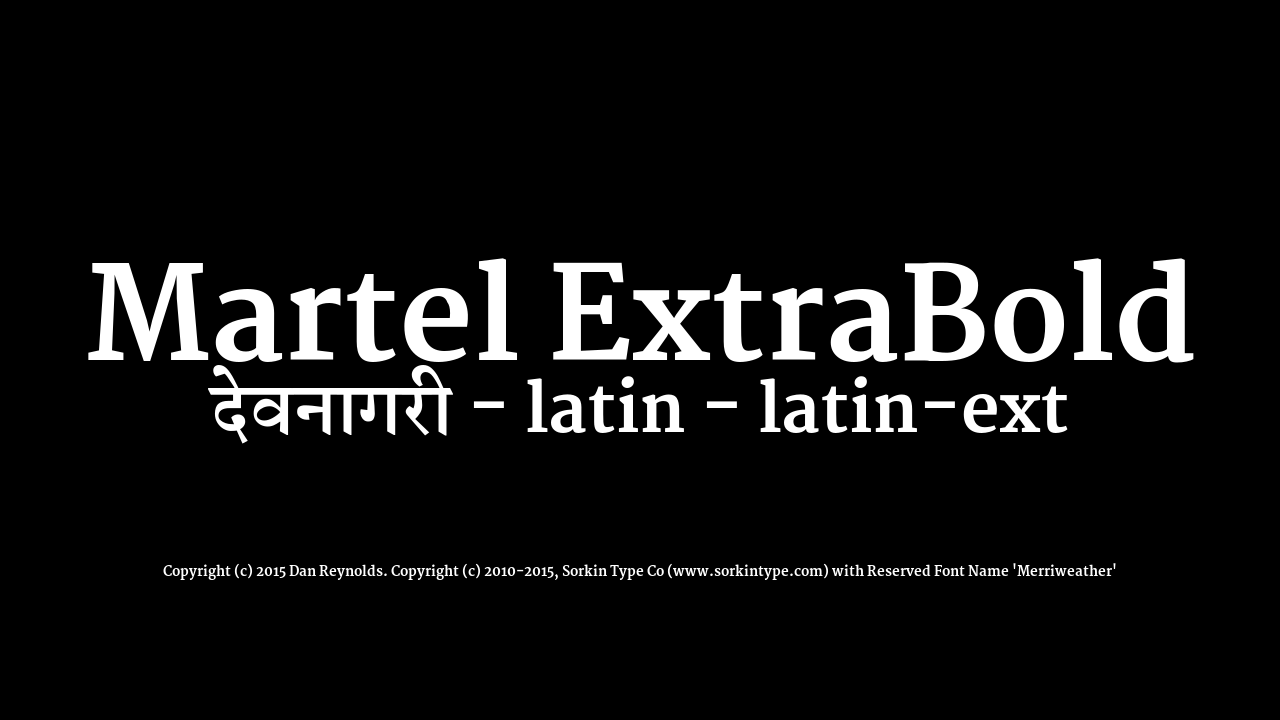 Martel ExtraBold
देवनागरी - latin - latin-ext
Copyright (c) 2015 Dan Reynolds. Copyright (c) 2010-2015, Sorkin Type Co (www.sorkintype.com) with Reserved Font Name 'Merriweather'